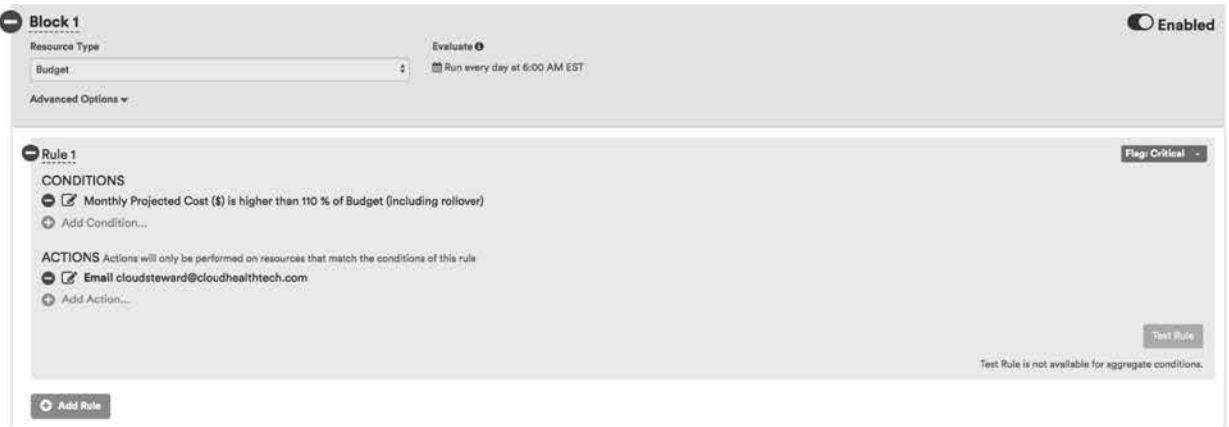 Block 1
Enabled
Resource Type
Evaluate
Budget
Run every day at 6:00 AM EST
Advanced Options
Rule 1
Flag: Critical
CONDITIONS
Monthly Projected Cost ($) is higher than 110 % of Budget (including rollover)
Add Condition...
ACTIONS Actions will only be performed on resources that match the conditions of this rule
Email cloudsteward@cloudhealthtech.com
Add Action...
Test Rule
Test Rule is not available for aggregate conditions.
Add Rule